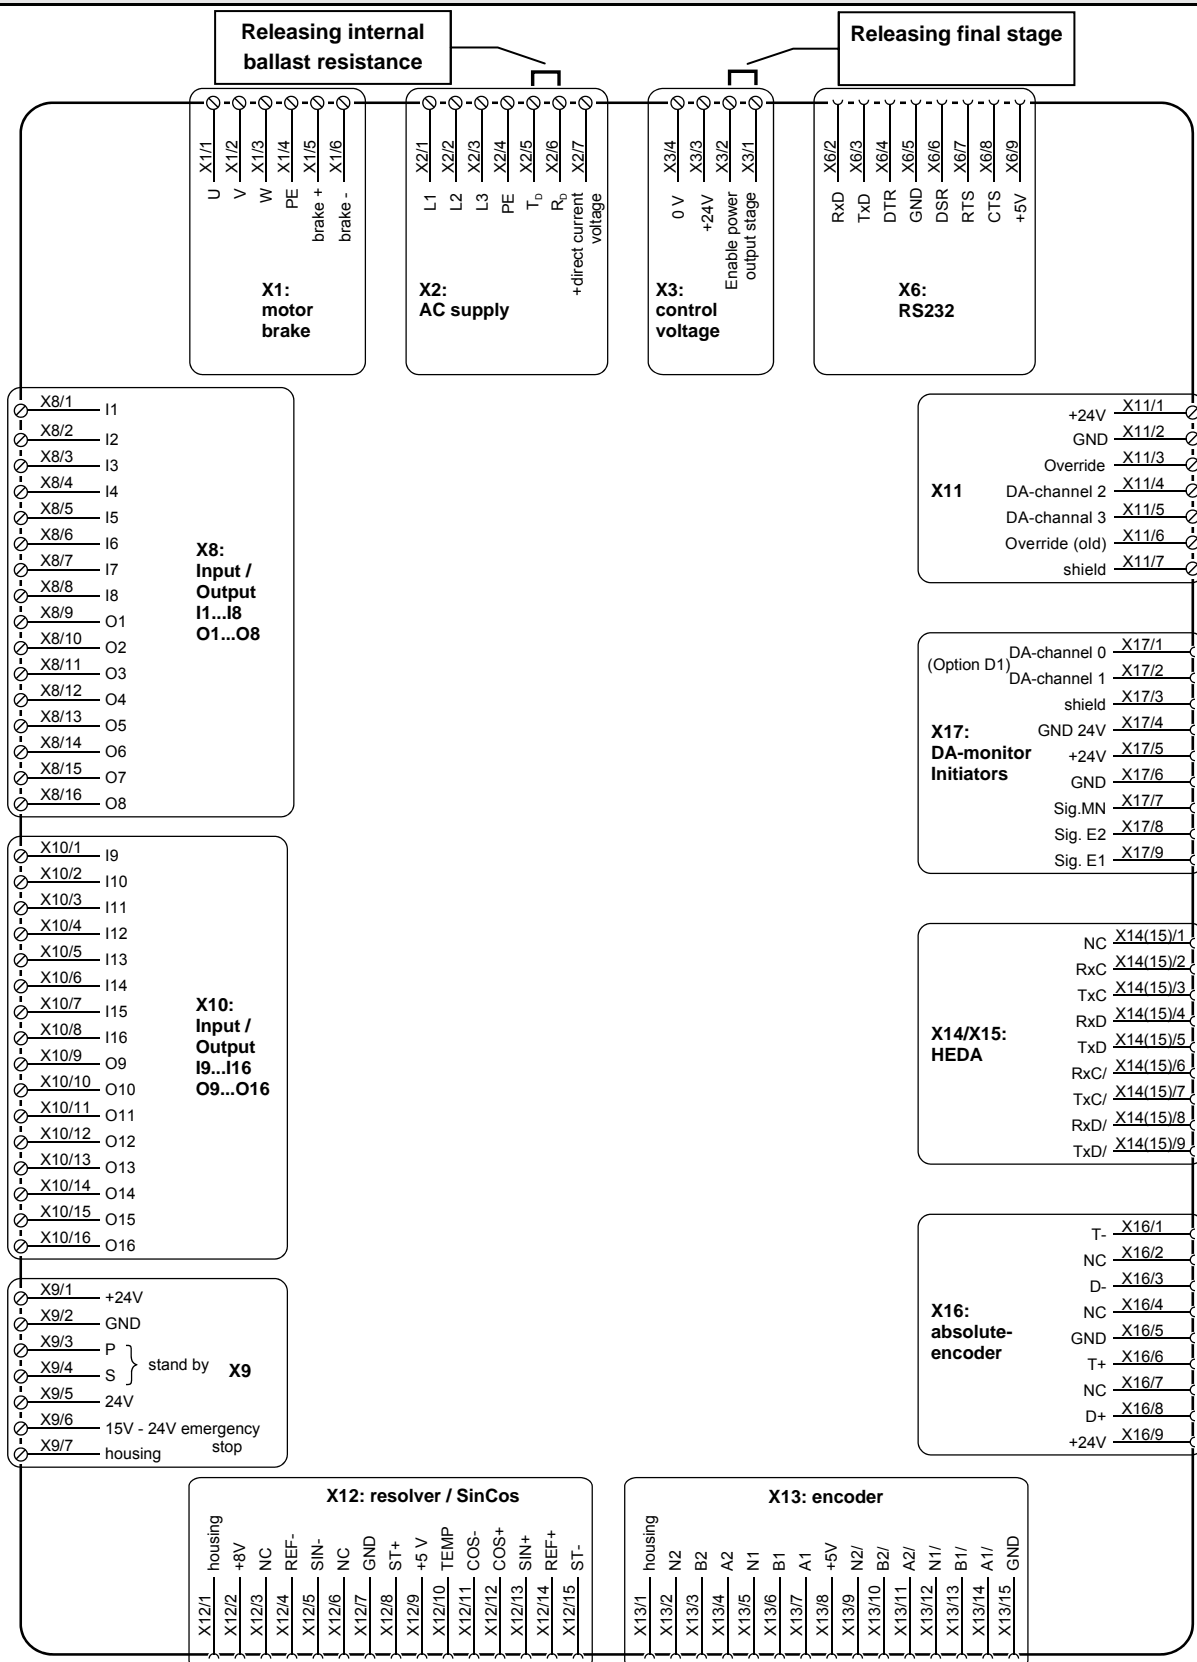 Releasing internal
ballast resistance
Releasing final stage
X1/1
X1/2
X1/3
X1/4
X1/5
X1/6
U
V
W
PE
brake +
brake -
X1:
motor
brake
X2/1
X2/2
X2/3
X2/4
X2/5
X2/6
X2/7
L1
L2
L3
PE
TD
RD
+direct current
voltage
X2:
AC supply
X3/4
X3/3
X3/2
X3/1
0 V
+24V
Enable power
output stage
X3:
control
voltage
X6/2
X6/3
X6/4
X6/5
X6/6
X6/7
X6/8
X6/9
RxD
TxD
DTR
GND
DSR
RTS
CTS
+5V
X6:
RS232
X8/1 I1
X8/2 I2
X8/3 I3
X8/4 I4
X8/5 I5
X8/6 I6
X8/7 I7
X8/8 I8
X8/9 O1
X8/10 O2
X8/11 O3
X8/12 O4
X8/13 O5
X8/14 O6
X8/15 O7
X8/16 O8
X8:
Input /
Output
I1...I8
O1...O8
+24V X11/1
GND X11/2
Override X11/3
DA-channel 2 X11/4
DA-channal 3 X11/5
Override (old) X11/6
shield X11/7
X11
DA-channel 0 X17/1
(Option D1)
DA-channel 1 X17/2
shield X17/3
GND 24V X17/4
+24V X17/5
GND X17/6
Sig.MN X17/7
Sig. E2 X17/8
Sig. E1 X17/9
X17:
DA-monitor
Initiators
X10/1 I9
X10/2 I10
X10/3 I11
X10/4 I12
X10/5 I13
X10/6 I14
X10/7 I15
X10/8 I16
X10/9 O9
X10/10 O10
X10/11 O11
X10/12 O12
X10/13 O13
X10/14 O14
X10/15 O15
X10/16 O16
X10:
Input /
Output
I9...I16
O9...O16
NC X14(15)/1
RxC X14(15)/2
TxC X14(15)/3
RxD X14(15)/4
TxD X14(15)/5
RxC/ X14(15)/6
TxC/ X14(15)/7
RxD/ X14(15)/8
TxD/ X14(15)/9
X14/X15:
HEDA
X9/1 +24V
X9/2 GND
X9/3 P
X9/4 S
stand by
X9
X9/5 24V
X9/6 15V - 24V emergency
stop
X9/7 housing
T- X16/1
NC X16/2
D- X16/3
NC X16/4
GND X16/5
T+ X16/6
NC X16/7
D+ X16/8
+24V X16/9
X16:
absolute-
encoder
X12: resolver / SinCos
X12/1 housing
X12/2 +8V
X12/3 NC
X12/4 REF-
X12/5 SIN-
X12/6 NC
X12/7 GND
X12/8 ST+
X12/9 +5 V
X12/10 TEMP
X12/11 COS-
X12/12 COS+
X12/13 SIN+
X12/14 REF+
X12/15 ST-
X13: encoder
X13/1 housing
X13/2 N2
X13/3 B2
X13/4 A2
X13/5 N1
X13/6 B1
X13/7 A1
X13/8 +5V
X13/9 N2/
X13/10 B2/
X13/11 A2/
X13/12 N1/
X13/13 B1/
X13/14 A1/
X13/15 GND